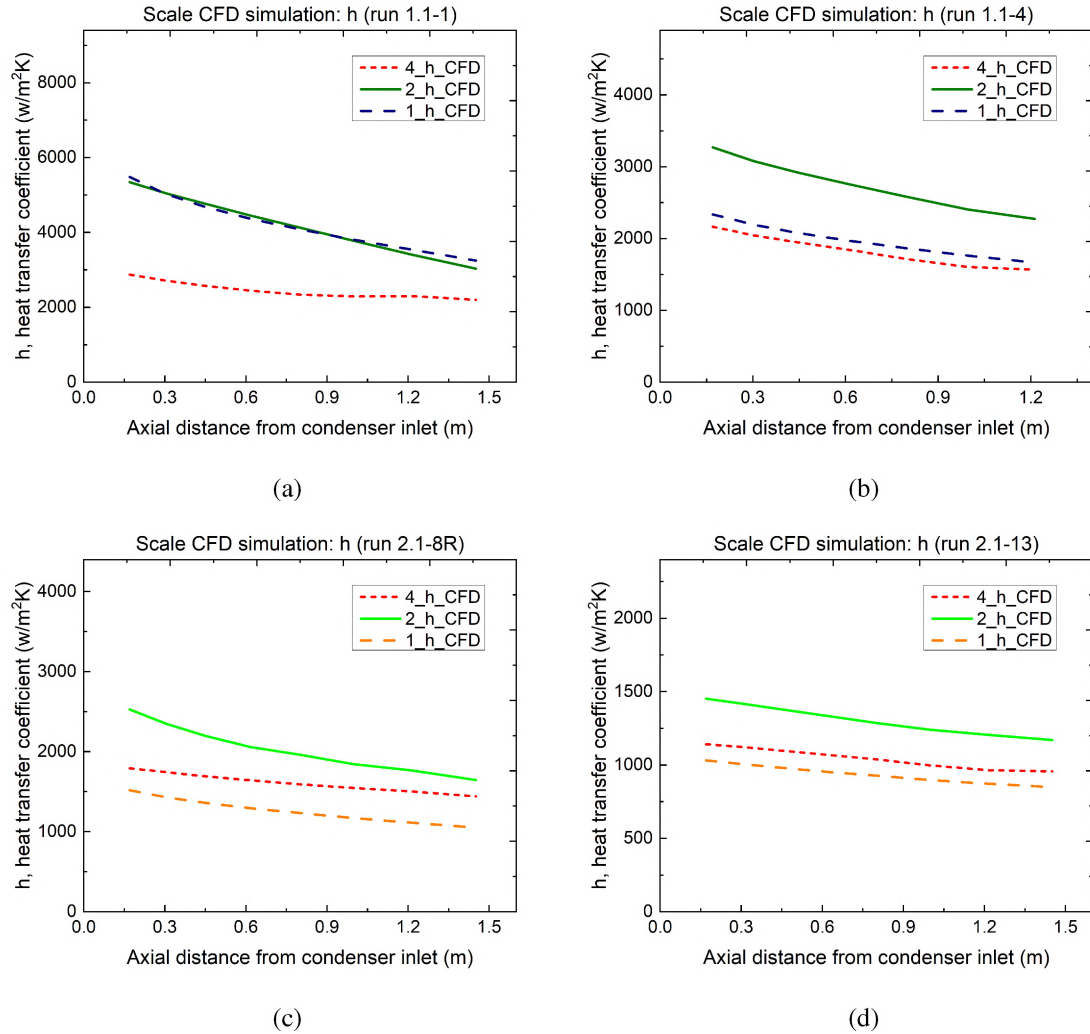 Scale CFD simulation: h (run 1.1-1)
h, heat transfer coefficient (w/m²K)
8000
6000
4000
2000
0
4_h_CFD
2_h_CFD
1_h_CFD
0.0 0.3 0.6 0.9 1.2 1.5
Axial distance from condenser inlet (m)
(a)
Scale CFD simulation: h (run 1.1-4)
h, heat transfer coefficient (w/m²K)
4000
3000
2000
1000
0
4_h_CFD
2_h_CFD
1_h_CFD
0.0 0.3 0.6 0.9 1.2
Axial distance from condenser inlet (m)
(b)
Scale CFD simulation: h (run 2.1-8R)
h, heat transfer coefficient (w/m²K)
4000
3000
2000
1000
0
4_h_CFD
2_h_CFD
1_h_CFD
0.0 0.3 0.6 0.9 1.2 1.5
Axial distance from condenser inlet (m)
(c)
Scale CFD simulation: h (run 2.1-13)
h, heat transfer coefficient (w/m²K)
2000
1500
1000
500
0
4_h_CFD
2_h_CFD
1_h_CFD
0.0 0.3 0.6 0.9 1.2 1.5
Axial distance from condenser inlet (m)
(d)